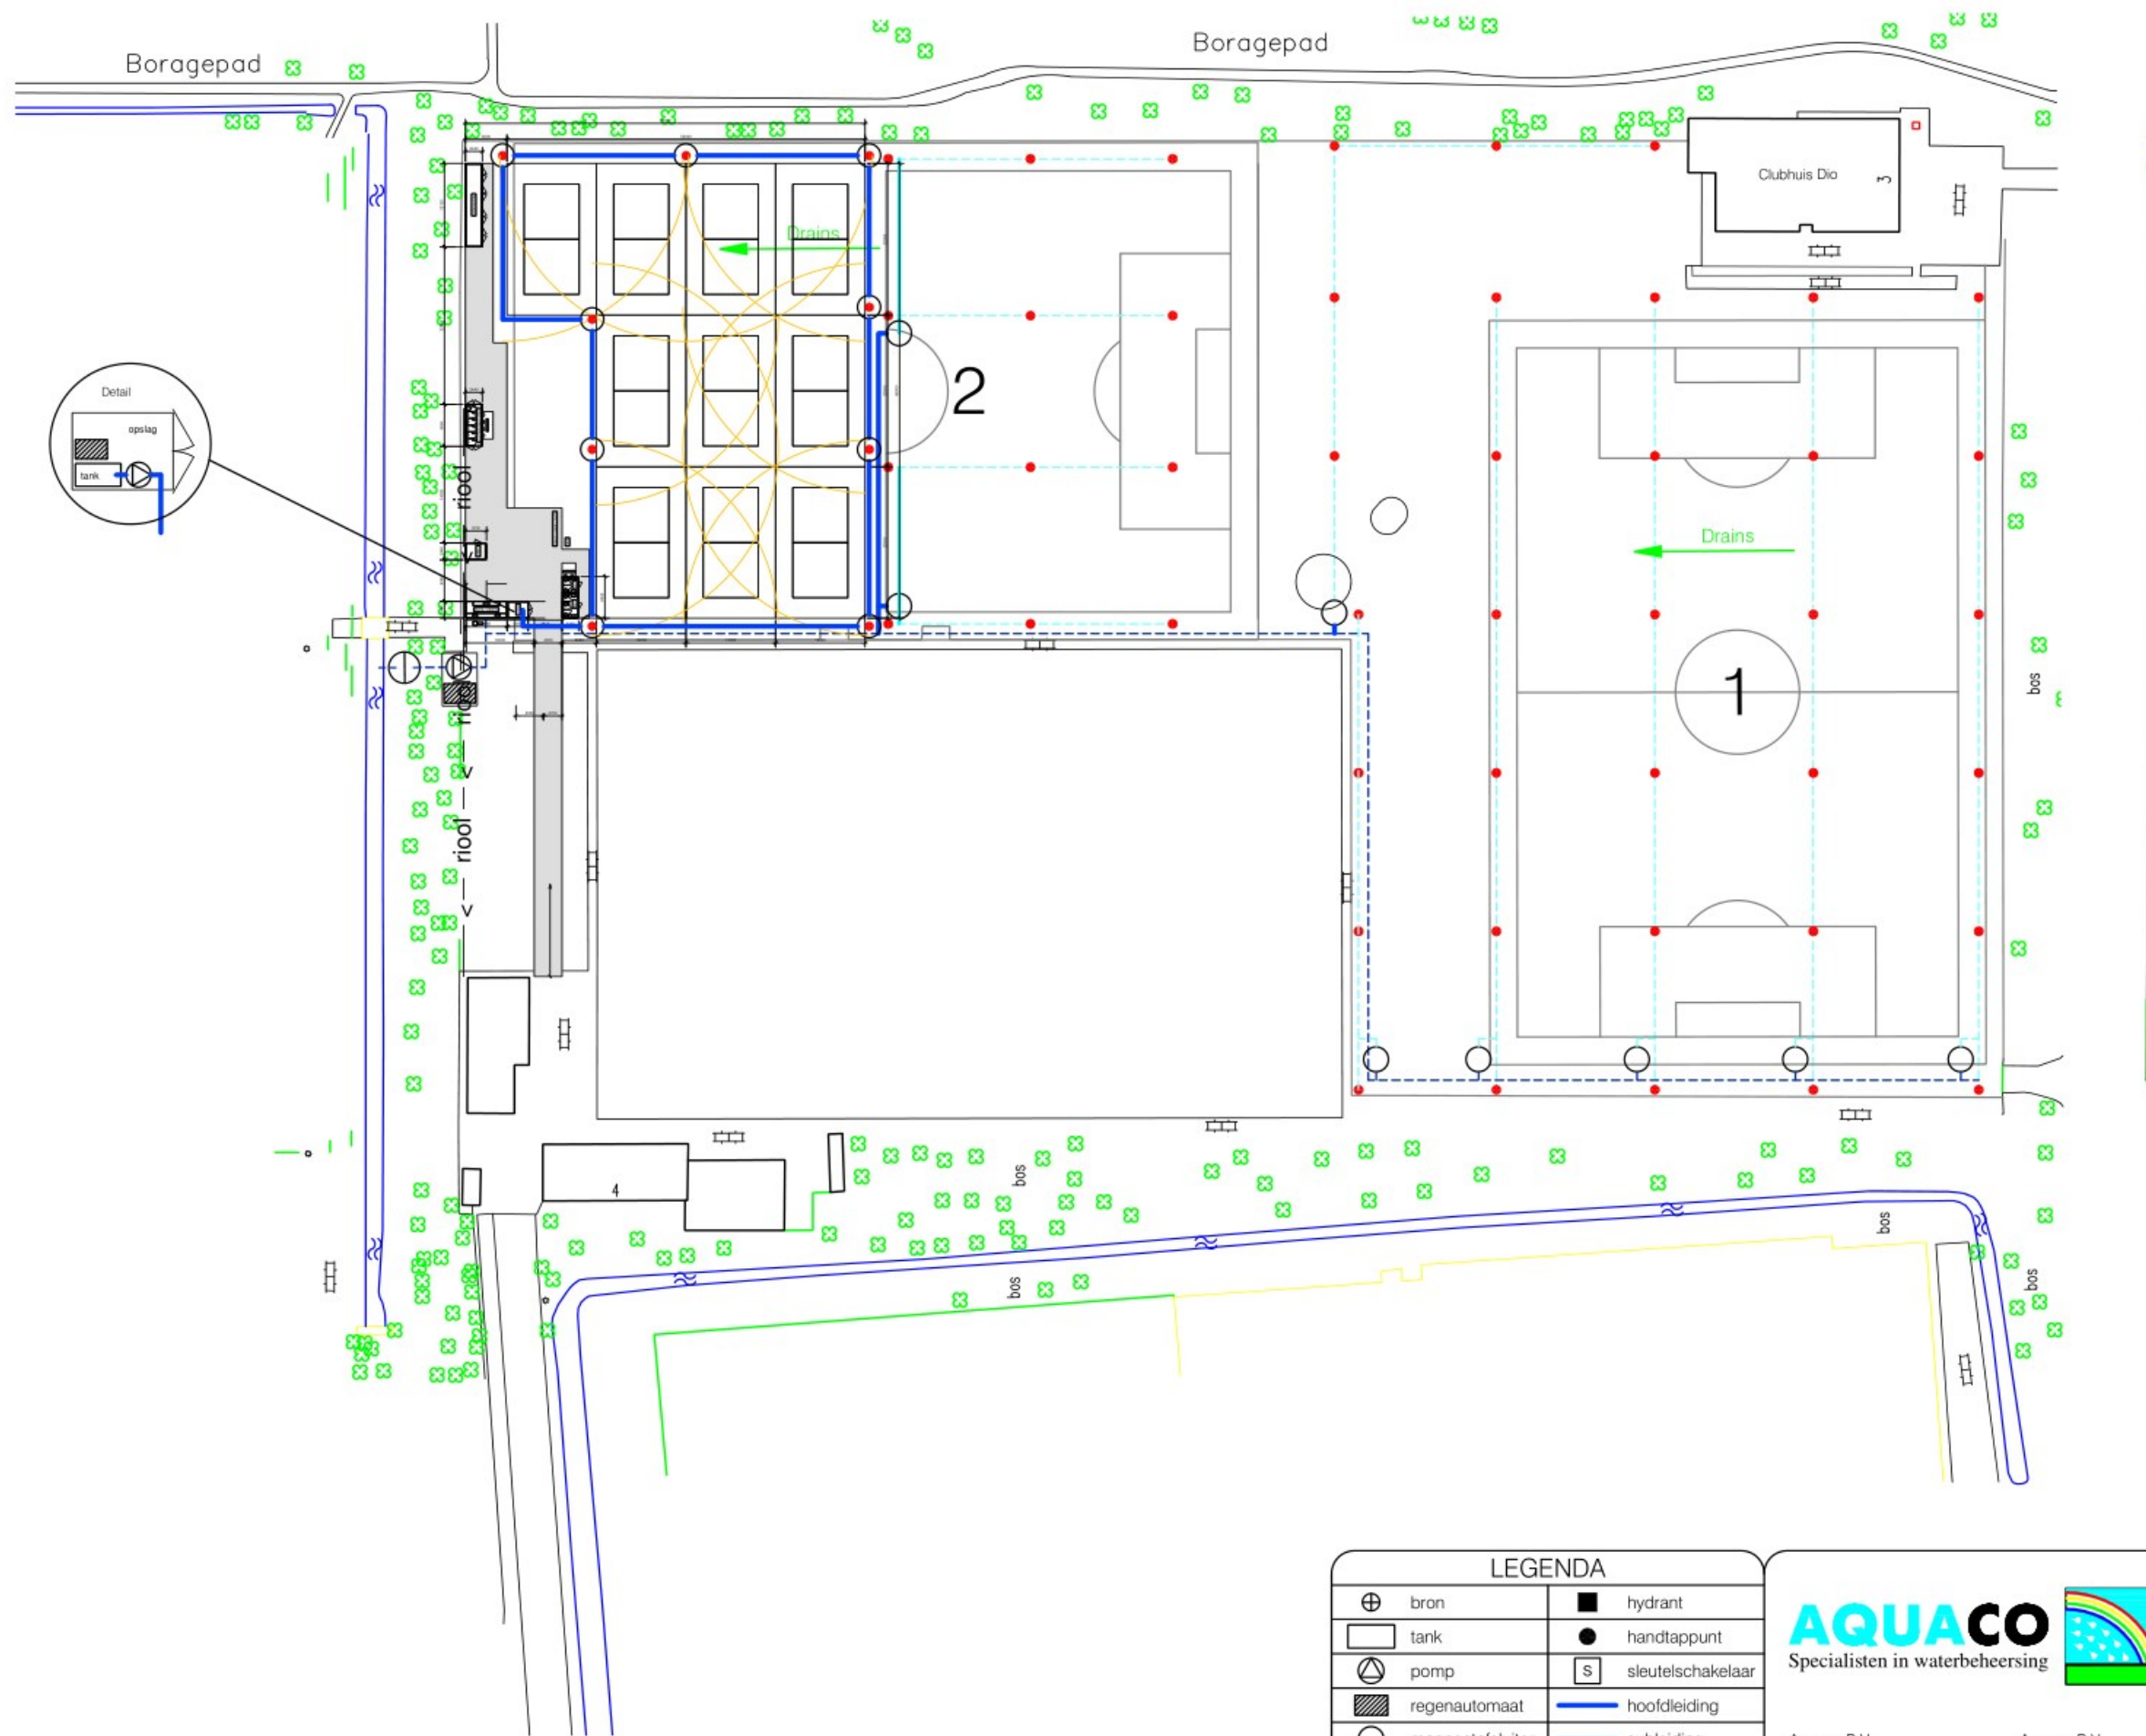 Boragepad
Boragepad
Clubhuis Dio
3
Drains
2
Detail
opslag
tank
riool
Drains
1
bos
riool
riool
4
bos
bos
bos
bos
LEGENDA
bron
hydrant
tank
handtappunt
pomp
S
sleutelschakelaar
regenautomaat
hoofdleiding
AQUACO
Specialisten in waterbeheersing